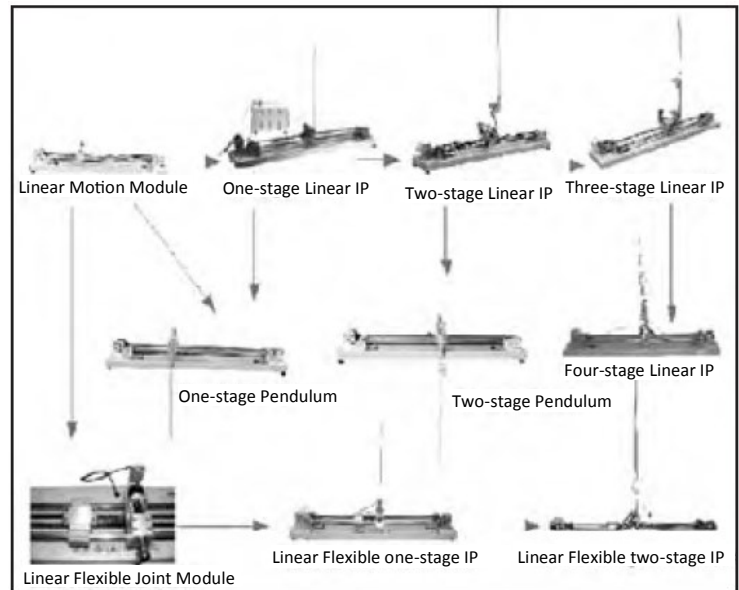 Linear Motion Module
One-stage Linear IP
Two-stage Linear IP
Three-stage Linear IP
One-stage Pendulum
Two-stage Pendulum
Four-stage Linear IP
Linear Flexible Joint Module
Linear Flexible one-stage IP
Linear Flexible two-stage IP